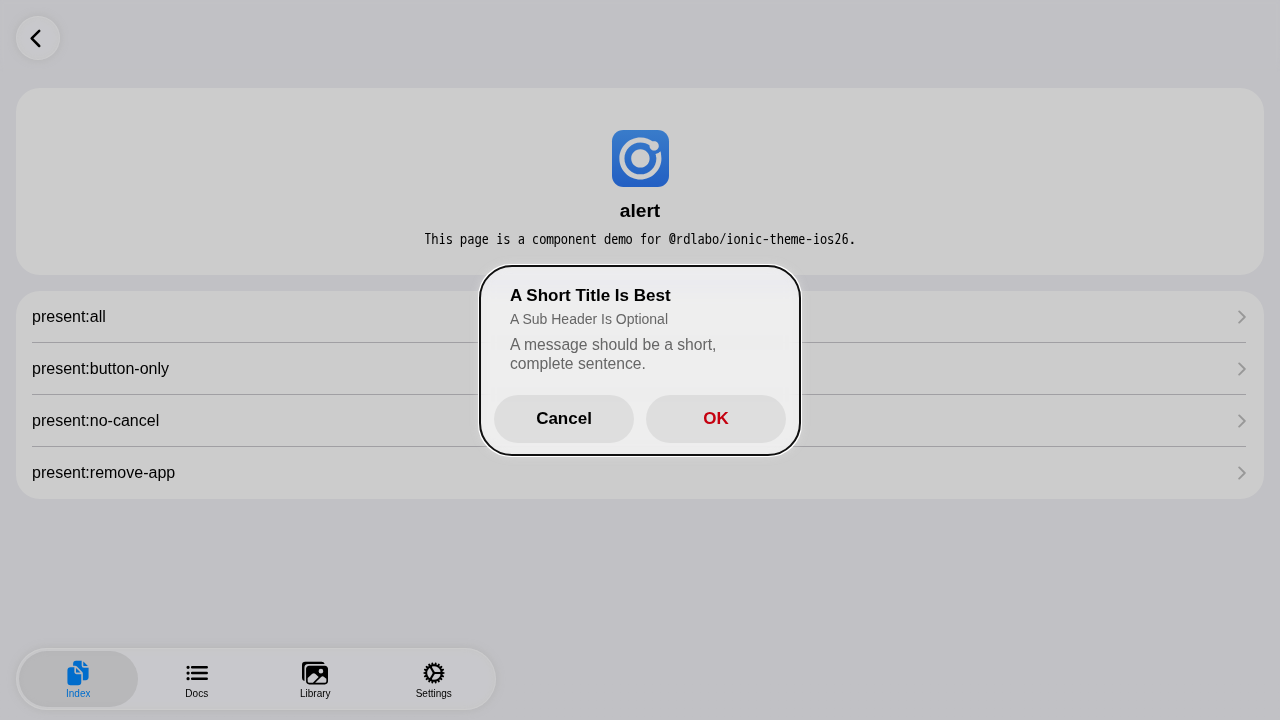 alert
This page is a component demo for @rdlabo/ionic-theme-ios26.
present:all
present:button-only
present:no-cancel
present:remove-app
A Short Title Is Best
A Sub Header Is Optional
A message should be a short,
complete sentence.
Cancel
OK
Index
Docs
Library
Settings